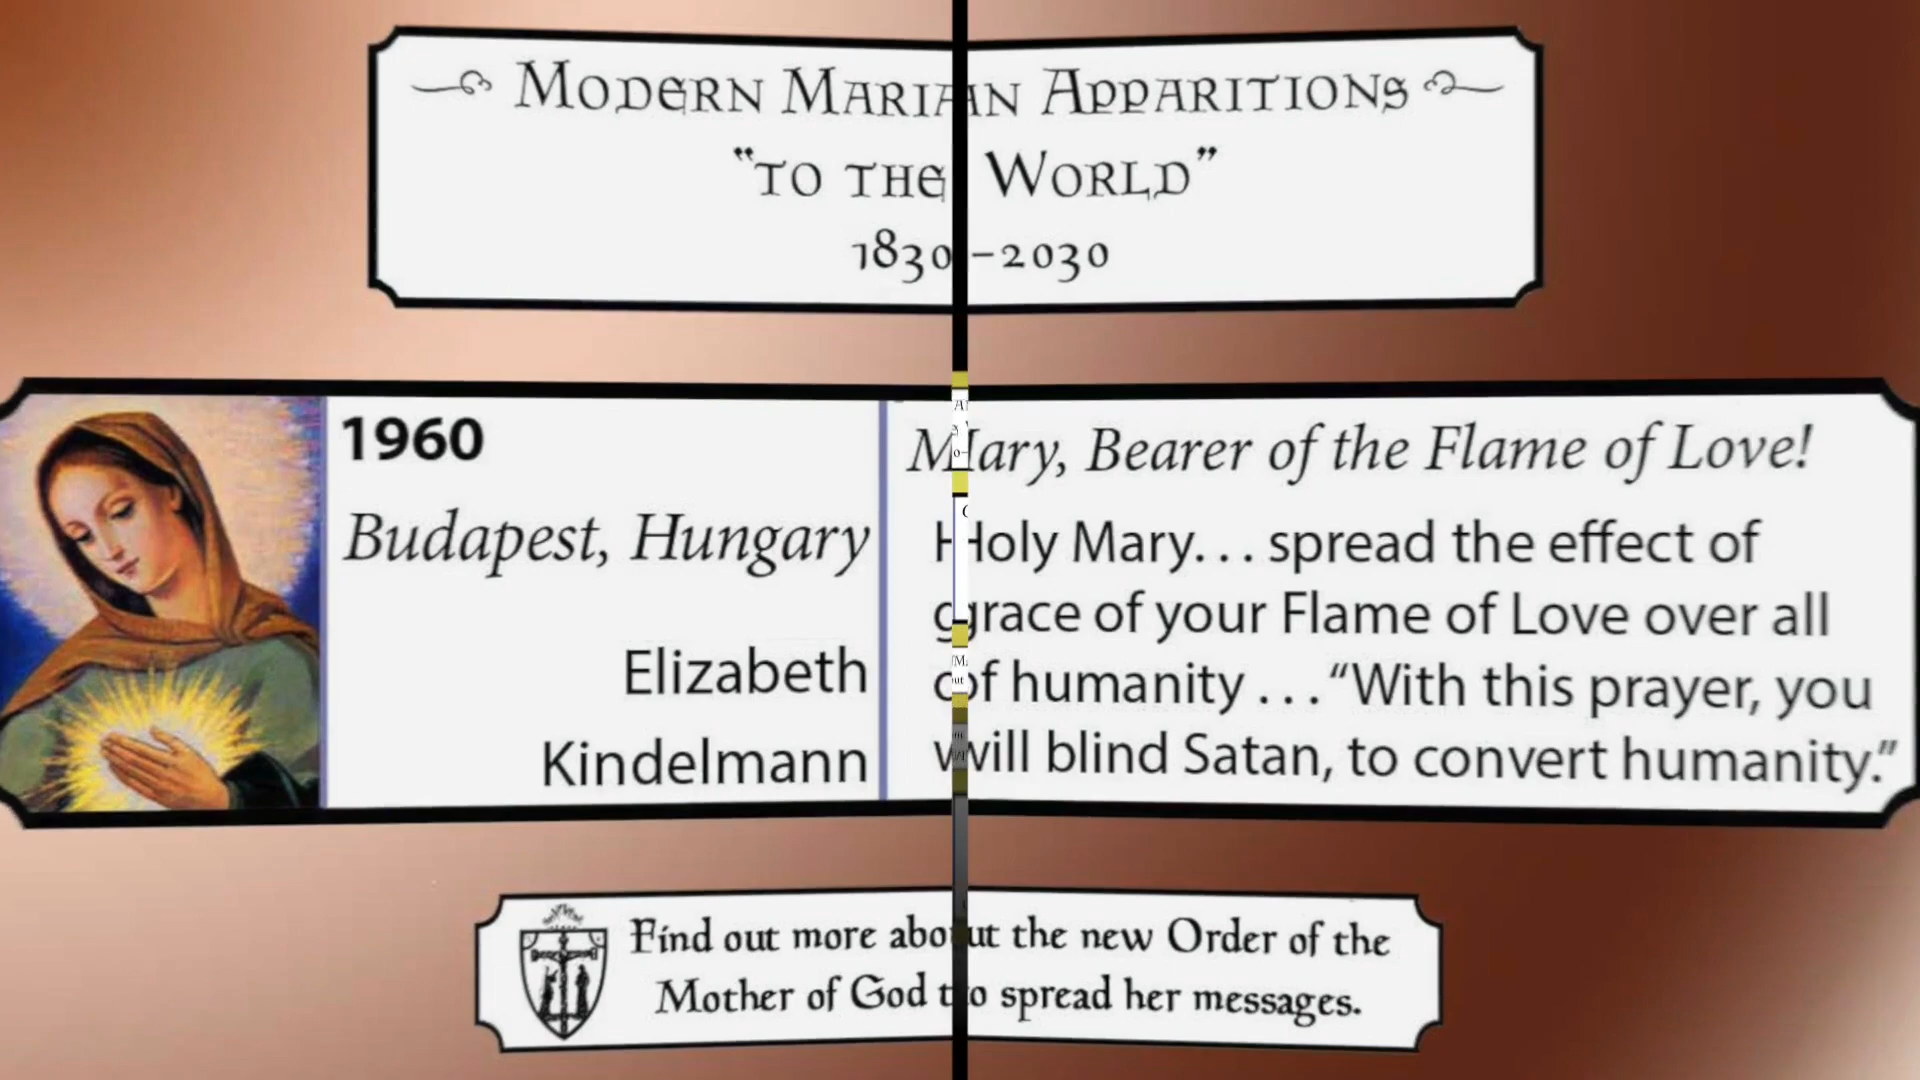 Modern Marian Apparitions
"to the World"
1830–2030
1960
Budapest, Hungary
Elizabeth
Kindelmann
Mary, Bearer of the Flame of Love!
Holy Mary. . . spread the effect of
grace of your Flame of Love over all
of humanity . . . “With this prayer, you
will blind Satan, to convert humanity.”
Find out more about the new Order of the
Mother of God to spread her messages.